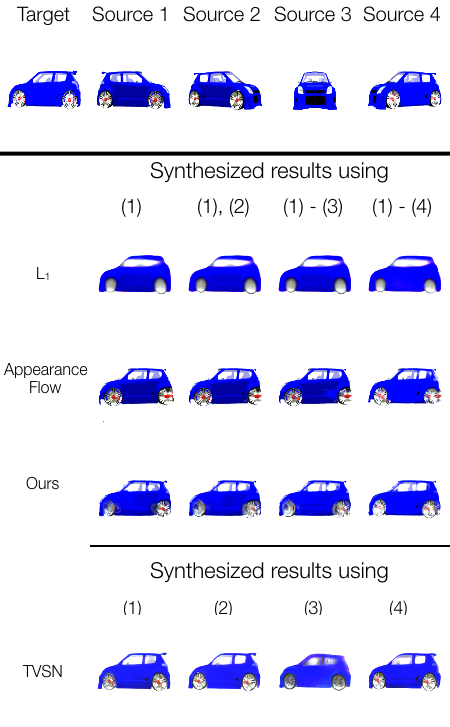 Target Source 1 Source 2 Source 3 Source 4
Synthesized results using
(1) (1), (2) (1) - (3) (1) - (4)
L₁
Appearance
Flow
Ours
Synthesized results using
(1) (2) (3) (4)
TVSN